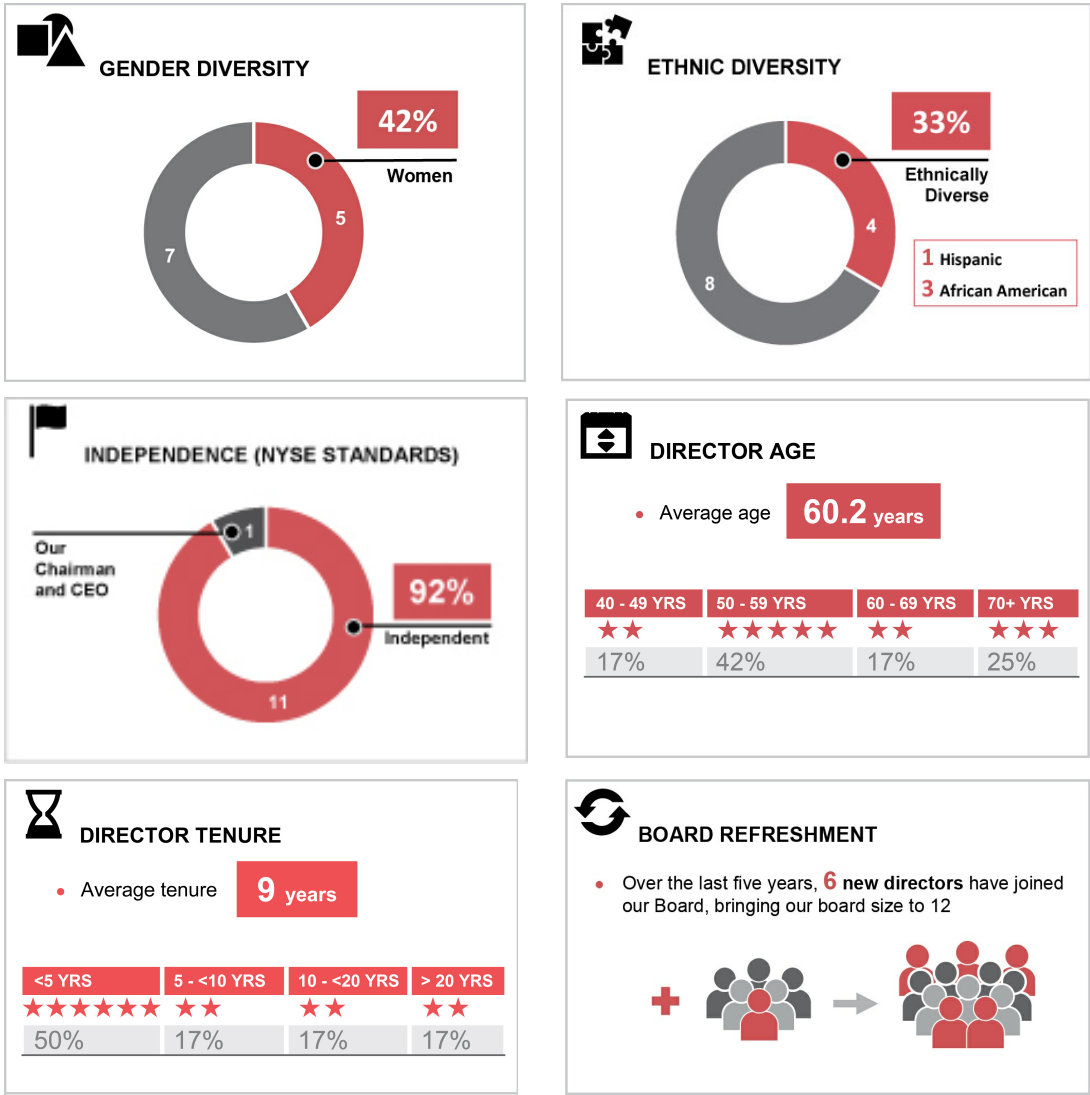 GENDER DIVERSITY
42%
Women
5
7
ETHNIC DIVERSITY
33%
Ethnically
Diverse
4
8
1 Hispanic
3 African American
INDEPENDENCE (NYSE STANDARDS)
1
Our
Chairman
and CEO
92%
Independent
11
DIRECTOR AGE
• Average age 60.2 years
40 - 49 YRS 50 - 59 YRS 60 - 69 YRS 70+ YRS
★★ ★★★★★ ★★ ★★★
17% 42% 17% 25%
DIRECTOR TENURE
• Average tenure 9 years
<5 YRS 5 - <10 YRS 10 - <20 YRS > 20 YRS
★★★★★★ ★★ ★★ ★★
50% 17% 17% 17%
BOARD REFRESHMENT
• Over the last five years, 6 new directors have joined
our Board, bringing our board size to 12